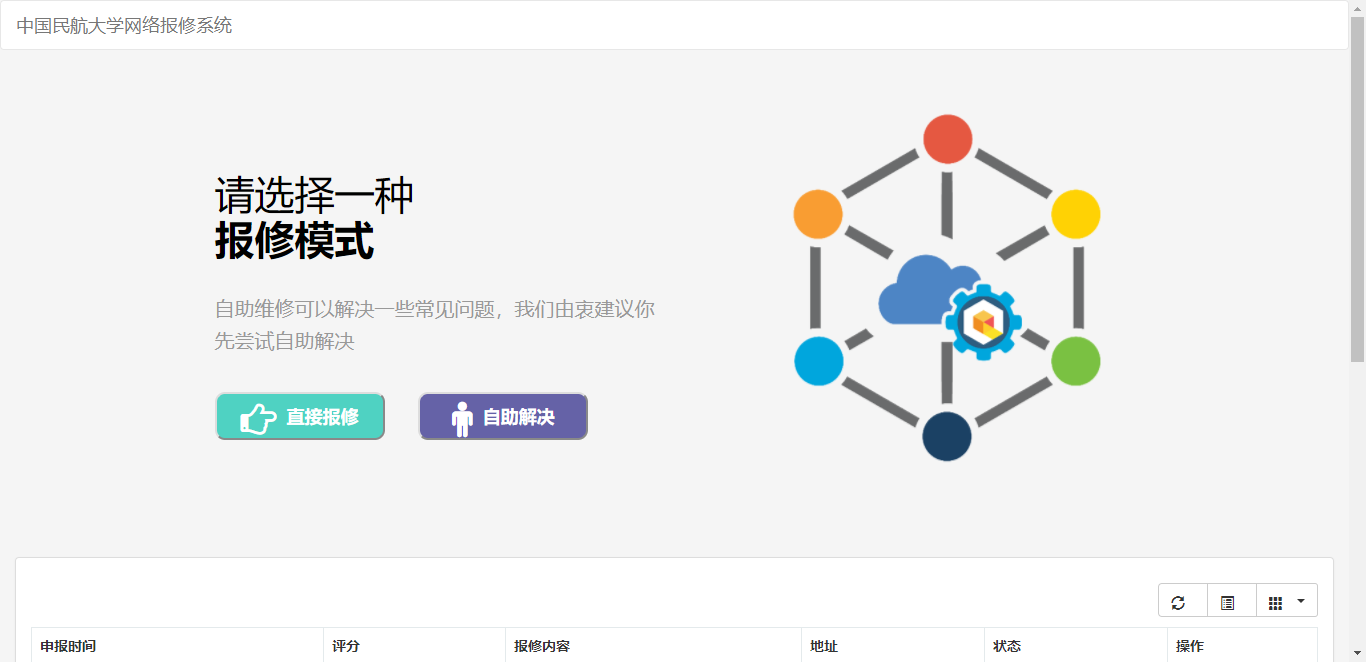 中国民航大学网络报修系统
请选择一种
报修模式
自助维修可以解决一些常见问题，我们由衷建议你
先尝试自助解决
直接报修 自助解决
申报时间 评分 报修内容 地址 状态 操作